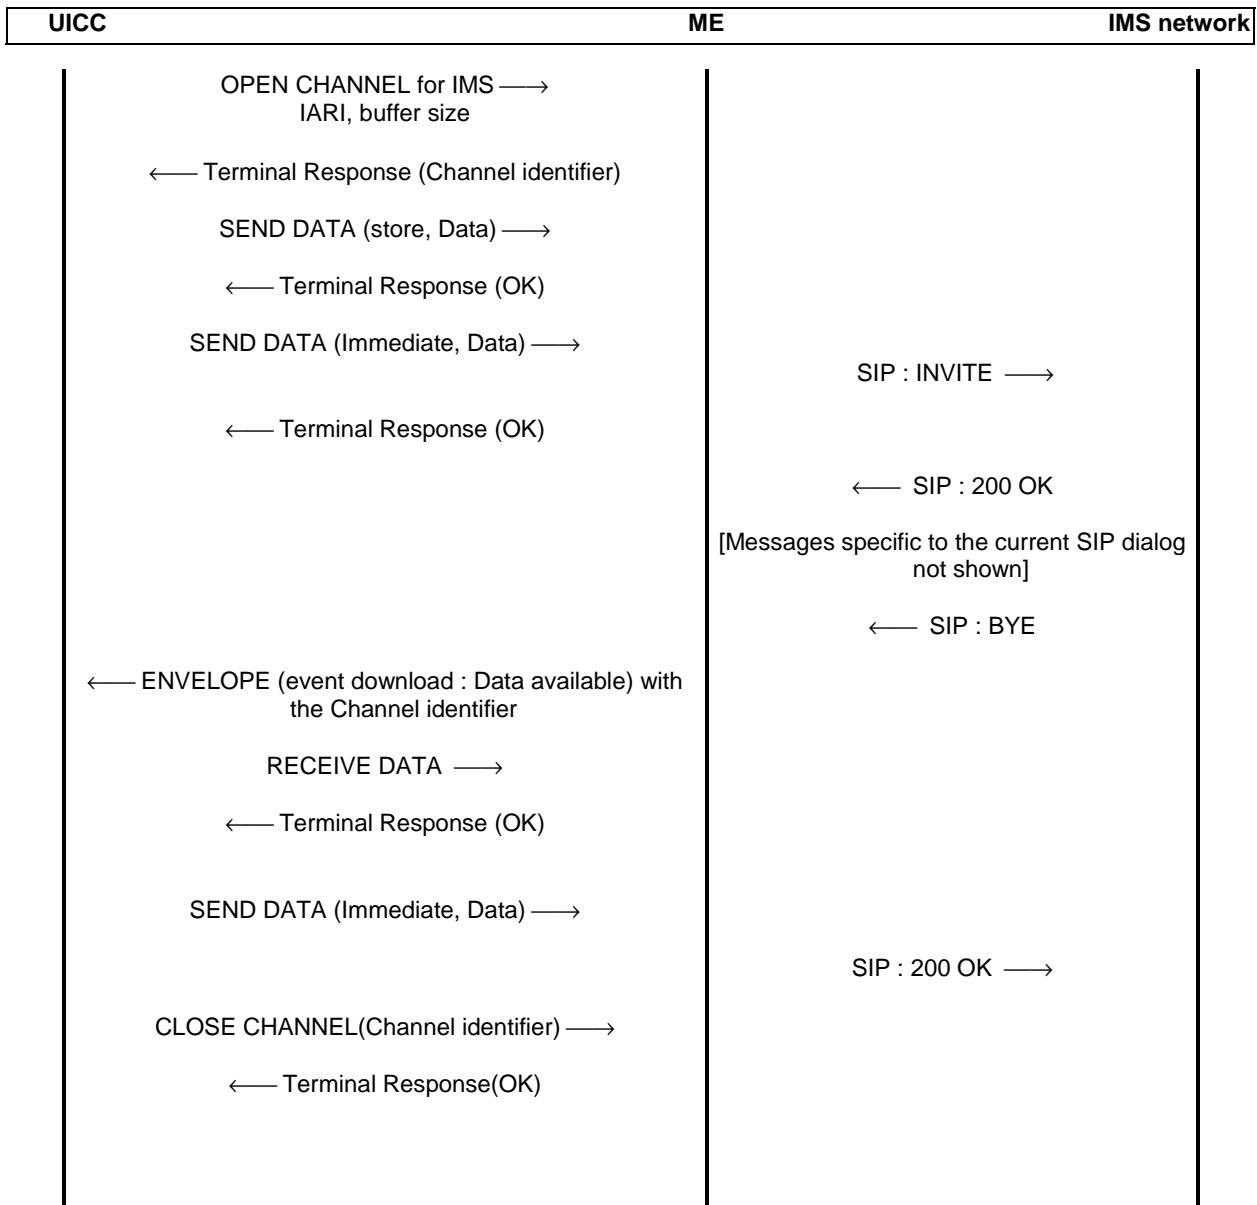 UICC ME IMS network
OPEN CHANNEL for IMS ⟶
IARI, buffer size
⟵ Terminal Response (Channel identifier)
SEND DATA (store, Data) ⟶
⟵ Terminal Response (OK)
SEND DATA (Immediate, Data) ⟶
SIP : INVITE ⟶
⟵ Terminal Response (OK)
⟵ SIP : 200 OK
[Messages specific to the current SIP dialog
not shown]
⟵ SIP : BYE
⟵ ENVELOPE (event download : Data available) with
the Channel identifier
RECEIVE DATA ⟶
⟵ Terminal Response (OK)
SEND DATA (Immediate, Data) ⟶
SIP : 200 OK ⟶
CLOSE CHANNEL(Channel identifier) ⟶
⟵ Terminal Response(OK)